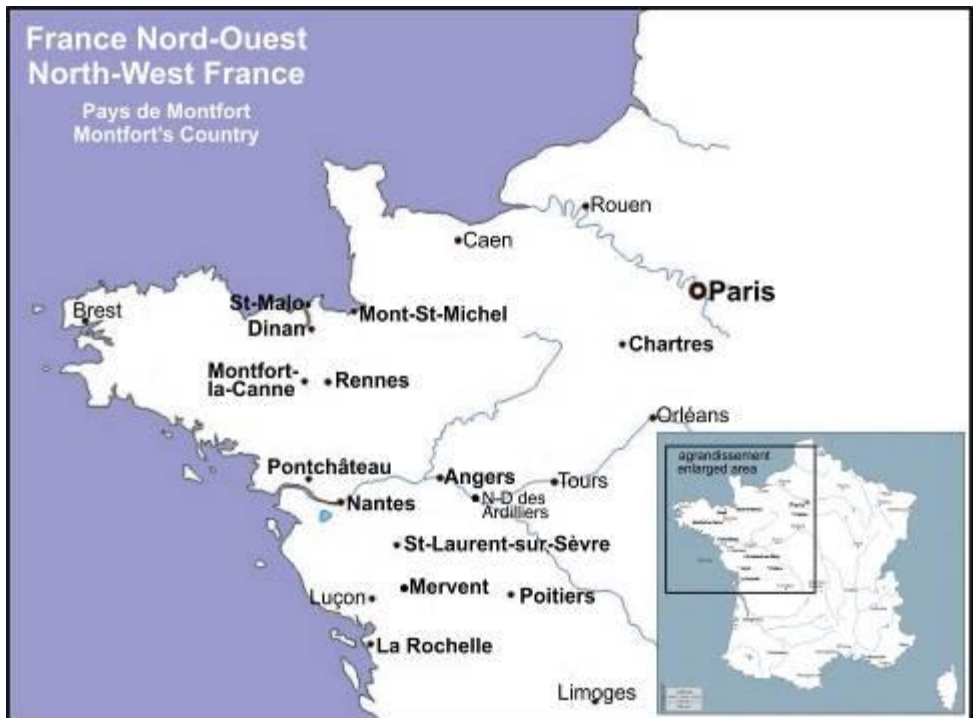 France Nord-Ouest
North-West France
Pays de Montfort
Montfort's Country
Rouen
Caen
Paris
St-Malo
Mont-St-Michel
Brest
Dinan
Chartres
Montfort-
la-Canne
Rennes
Orléans
agrandissement
enlarged area
Pontchâteau
Angers
Tours
Nantes
N-D des
Ardilliers
Paris
St-Laurent-sur-Sèvre
Mervent
Luçon
Poitiers
La Rochelle
Limoges